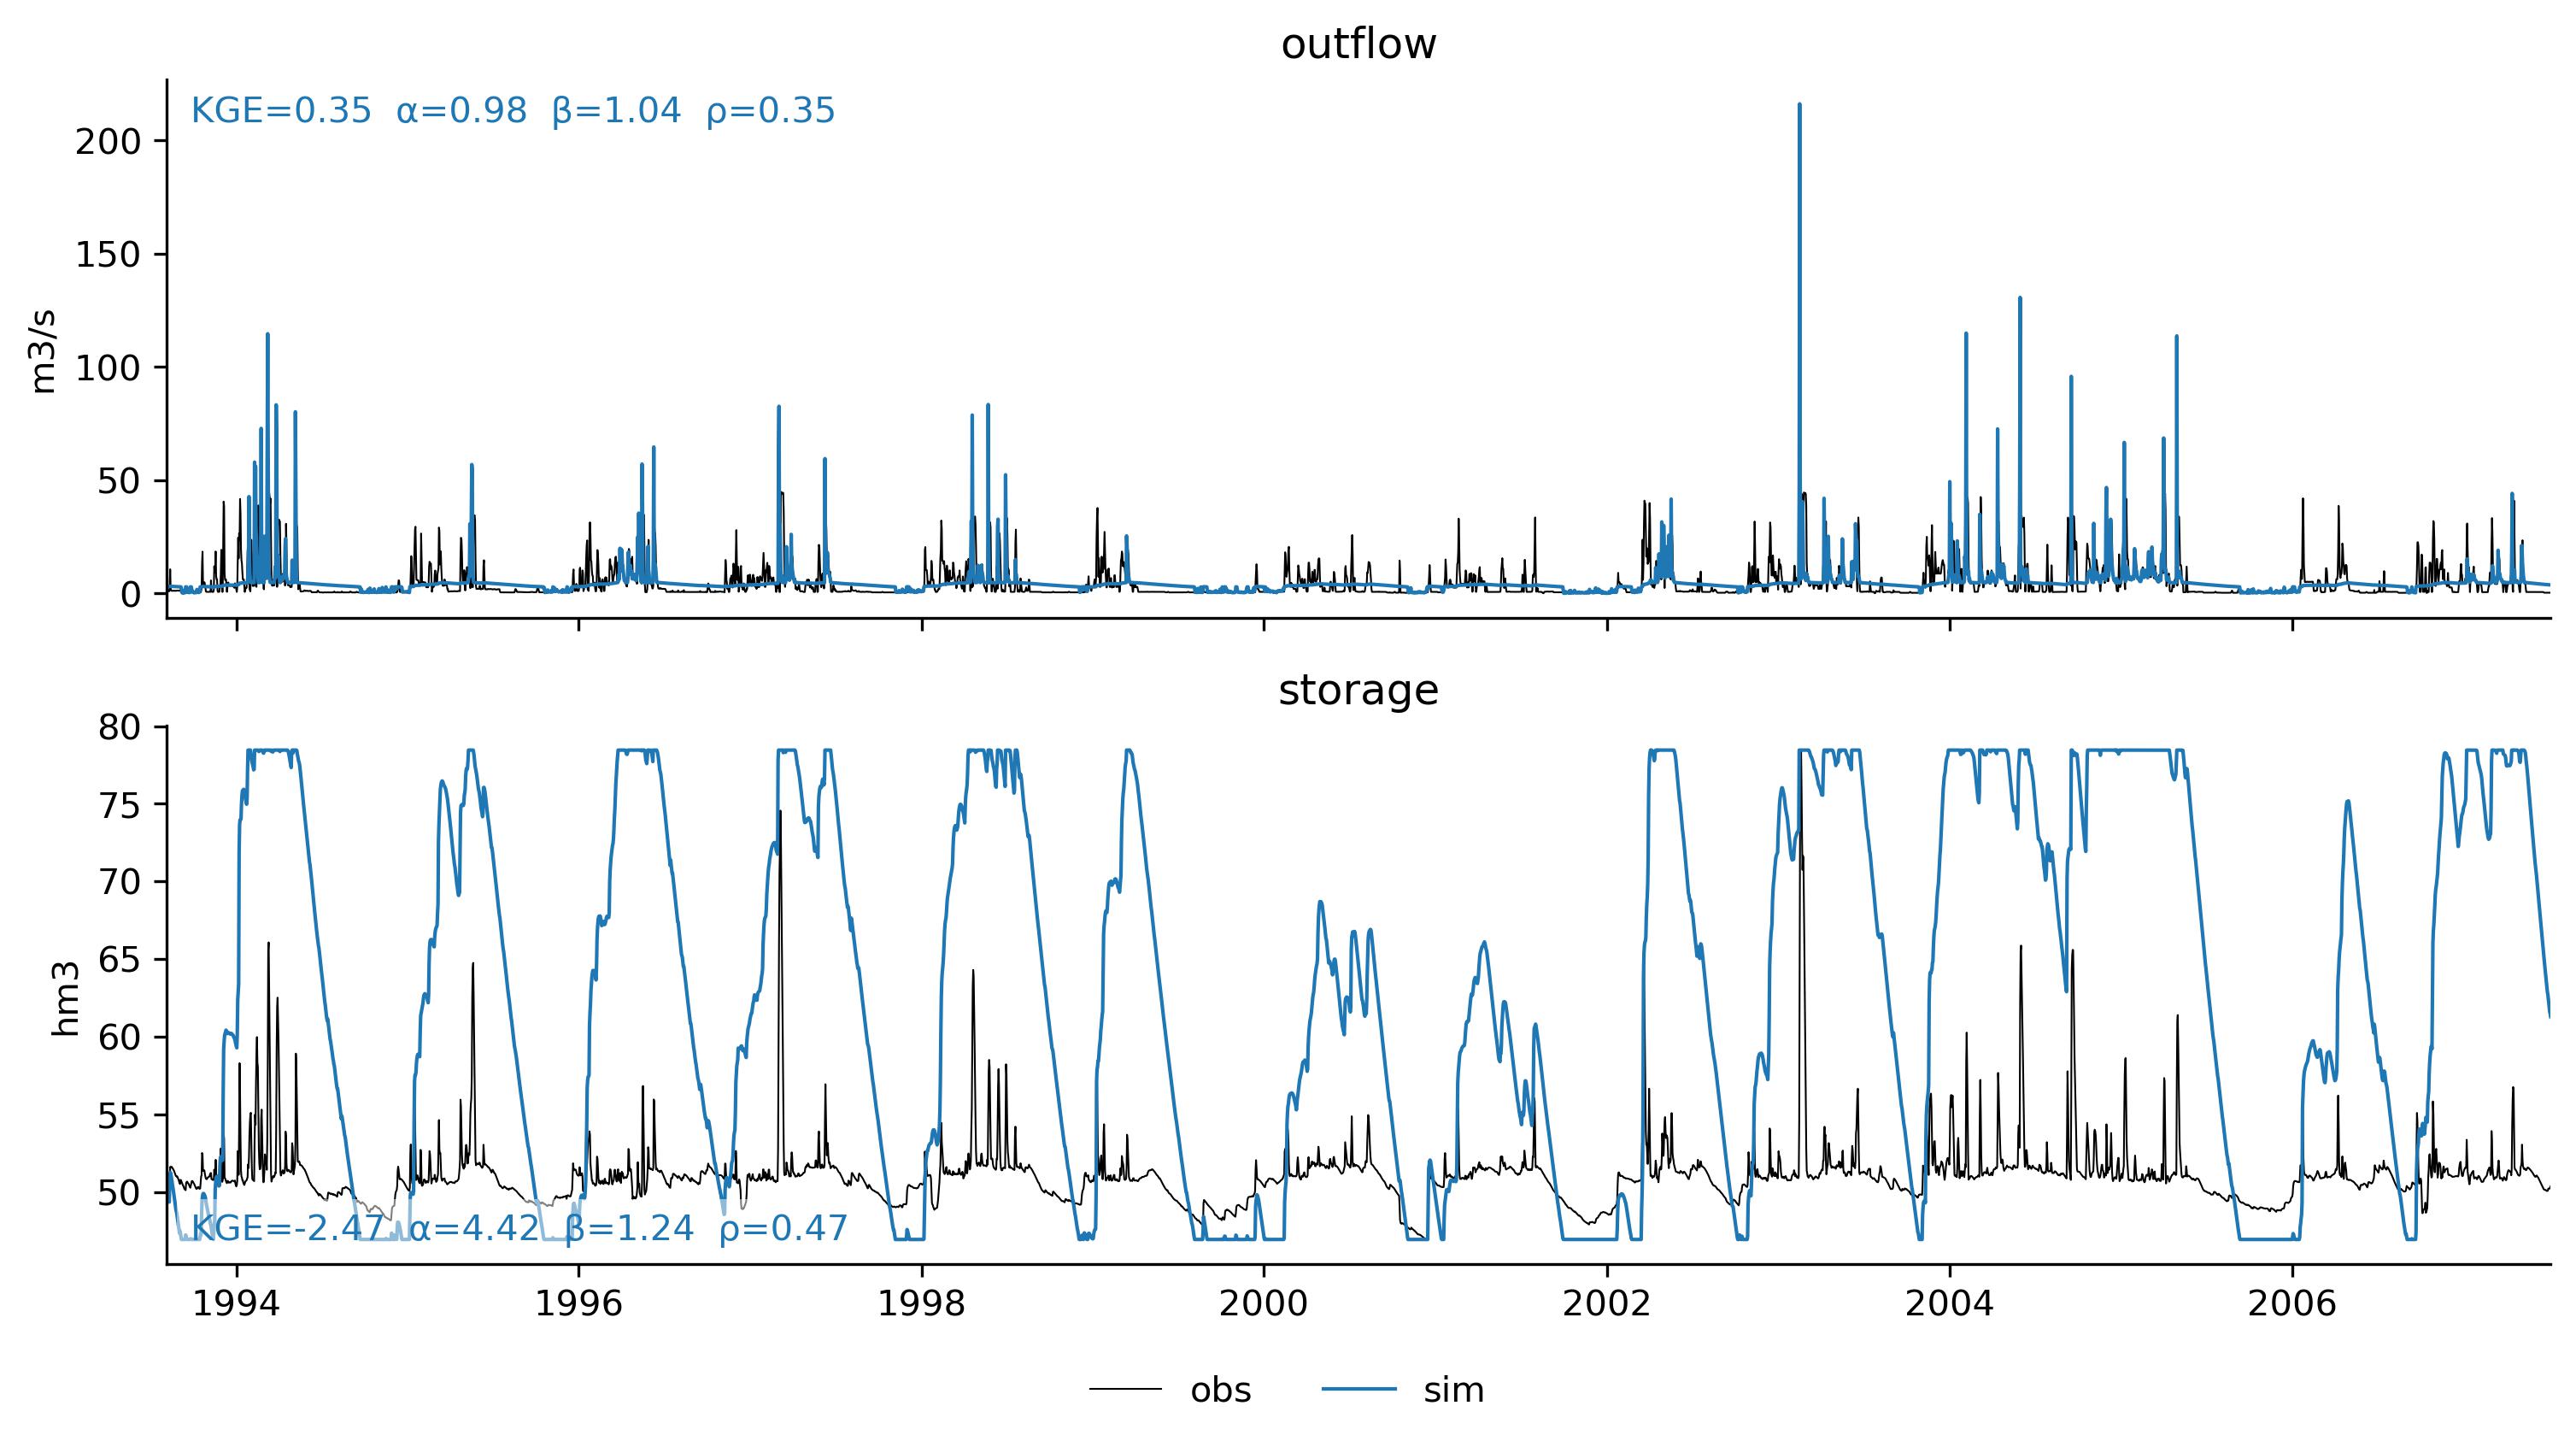 outflow
KGE=0.35 α=0.98 β=1.04 ρ=0.35
200
150
100
50
0
m3/s
storage
80
75
70
65
60
55
50
hm3
KGE=-2.47 α=4.42 β=1.24 ρ=0.47
1994 1996 1998 2000 2002 2004 2006
obs sim